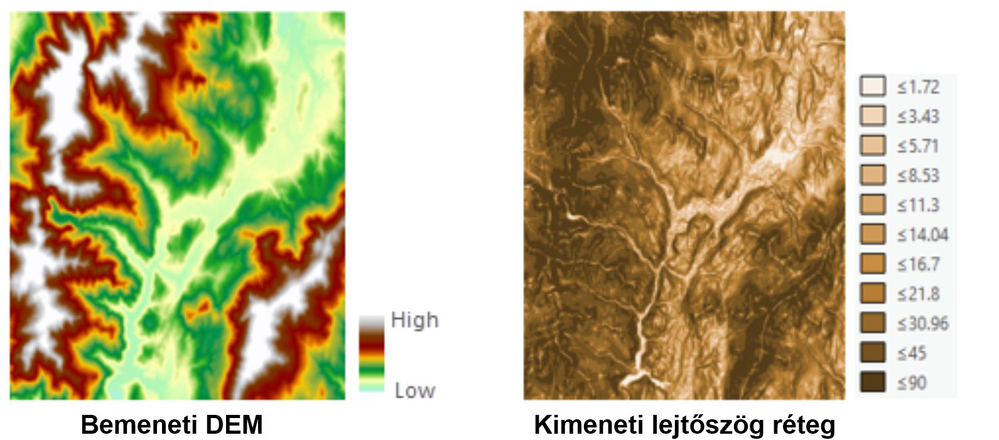 High
Low
≤1.72
≤3.43
≤5.71
≤8.53
≤11.3
≤14.04
≤16.7
≤21.8
≤30.96
≤45
≤90
Bemeneti DEM
Kimeneti lejtőszög réteg